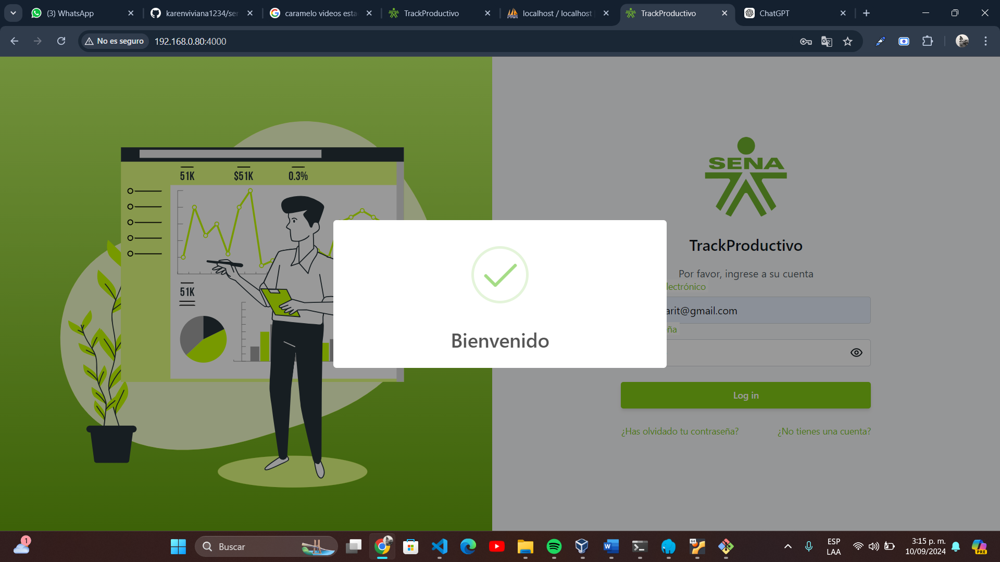 (3) WhatsApp
karenviviana1234/ser
caramelo videos esta
TrackProductivo
localhost / localhost
TrackProductivo
ChatGPT
No es seguro
192.168.0.80:4000
51K
$51K
0.3%
51K
SENA
TrackProductivo
Por favor, ingrese a su cuenta
lectrónico
arit@gmail.com
ña
Bienvenido
Log in
¿Has olvidado tu contraseña?
¿No tienes una cuenta?
1
Buscar
64
ESP
LAA
3:15 p. m.
10/09/2024
PRE